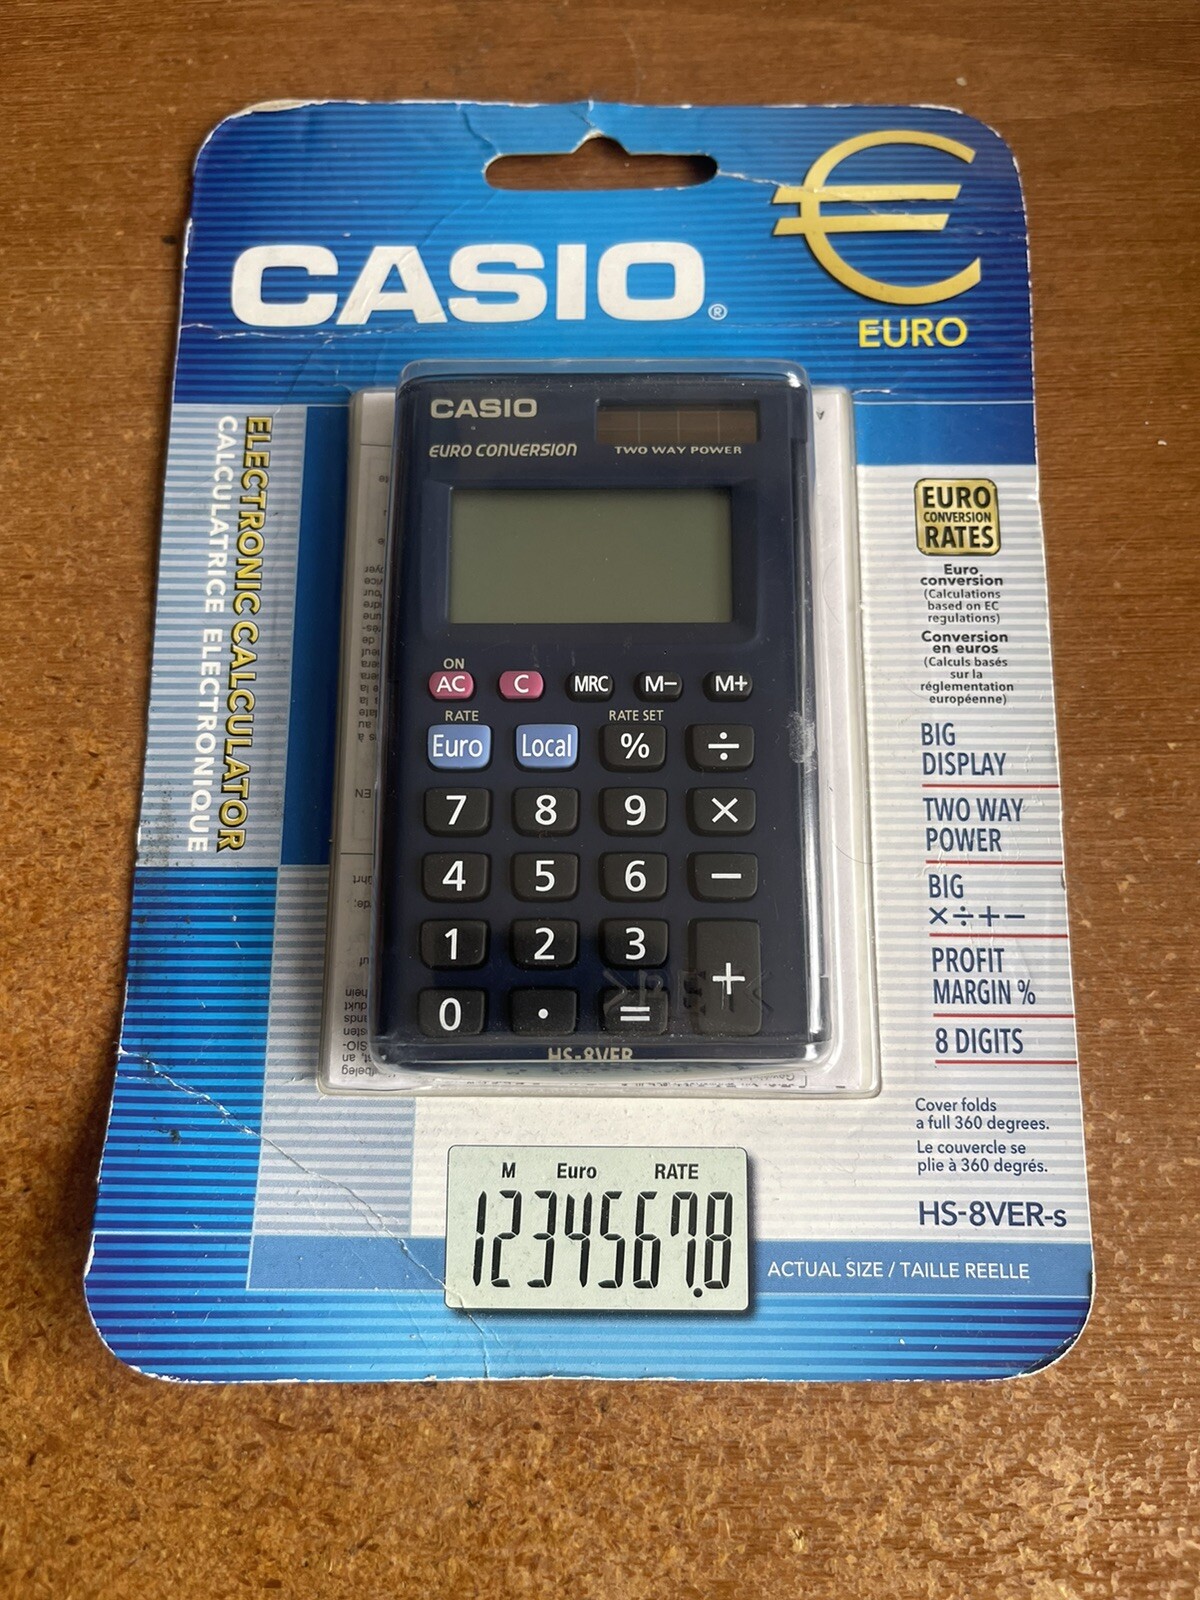 CASIO®
EURO
ELECTRONIC CALCULATOR
CALCULATRICE ELECTRONIQUE
CASIO
EURO CONVERSION
TWO WAY POWER
ON
AC C MRC M− M+
RATE RATE SET
Euro Local % ÷
7 8 9 ×
4 5 6 −
1 2 3
+
0 . =
HS-8VER
EURO
CONVERSION
RATES
Euro
conversion
(Calculations
based on EC
regulations)
Conversion
en euros
(Calculs basés
sur la
réglementation
européenne)
BIG
DISPLAY
TWO WAY
POWER
BIG
×÷+−
PROFIT
MARGIN %
8 DIGITS
Cover folds
a full 360 degrees.
Le couvercle se
plie à 360 degrés.
HS-8VER-s
M Euro RATE
1234567.8
ACTUAL SIZE / TAILLE REELLE